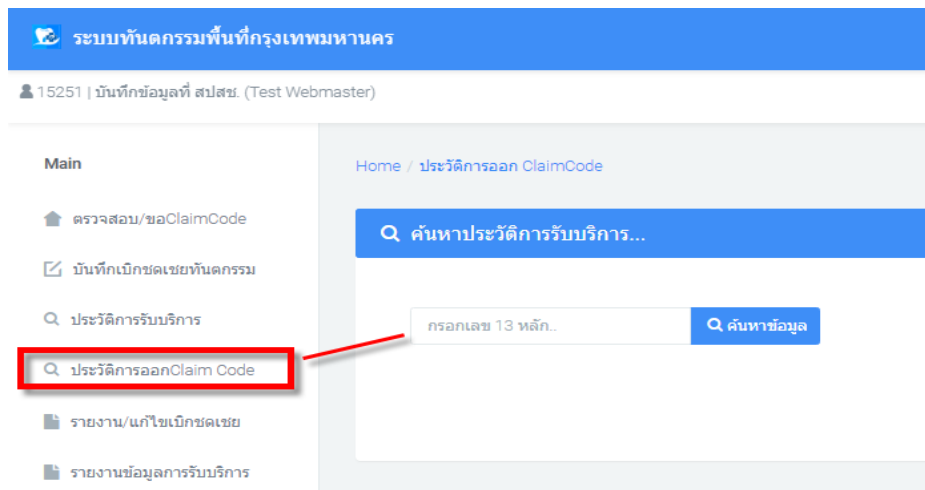 ระบบทันตกรรมพื้นที่กรุงเทพมหานคร
15251 | บันทึกข้อมูลที่ สปสช. (Test Webmaster)
Main
Home / ประวัติการออก ClaimCode
ตรวจสอบ/ขอClaimCode
ค้นหาประวัติการรับบริการ...
บันทึกเบิกชดเชยทันตกรรม
ประวัติการรับบริการ
กรอกเลข 13 หลัก..
ค้นหาข้อมูล
ประวัติการออกClaim Code
รายงาน/แก้ไขเบิกชดเชย
รายงานข้อมูลการรับบริการ